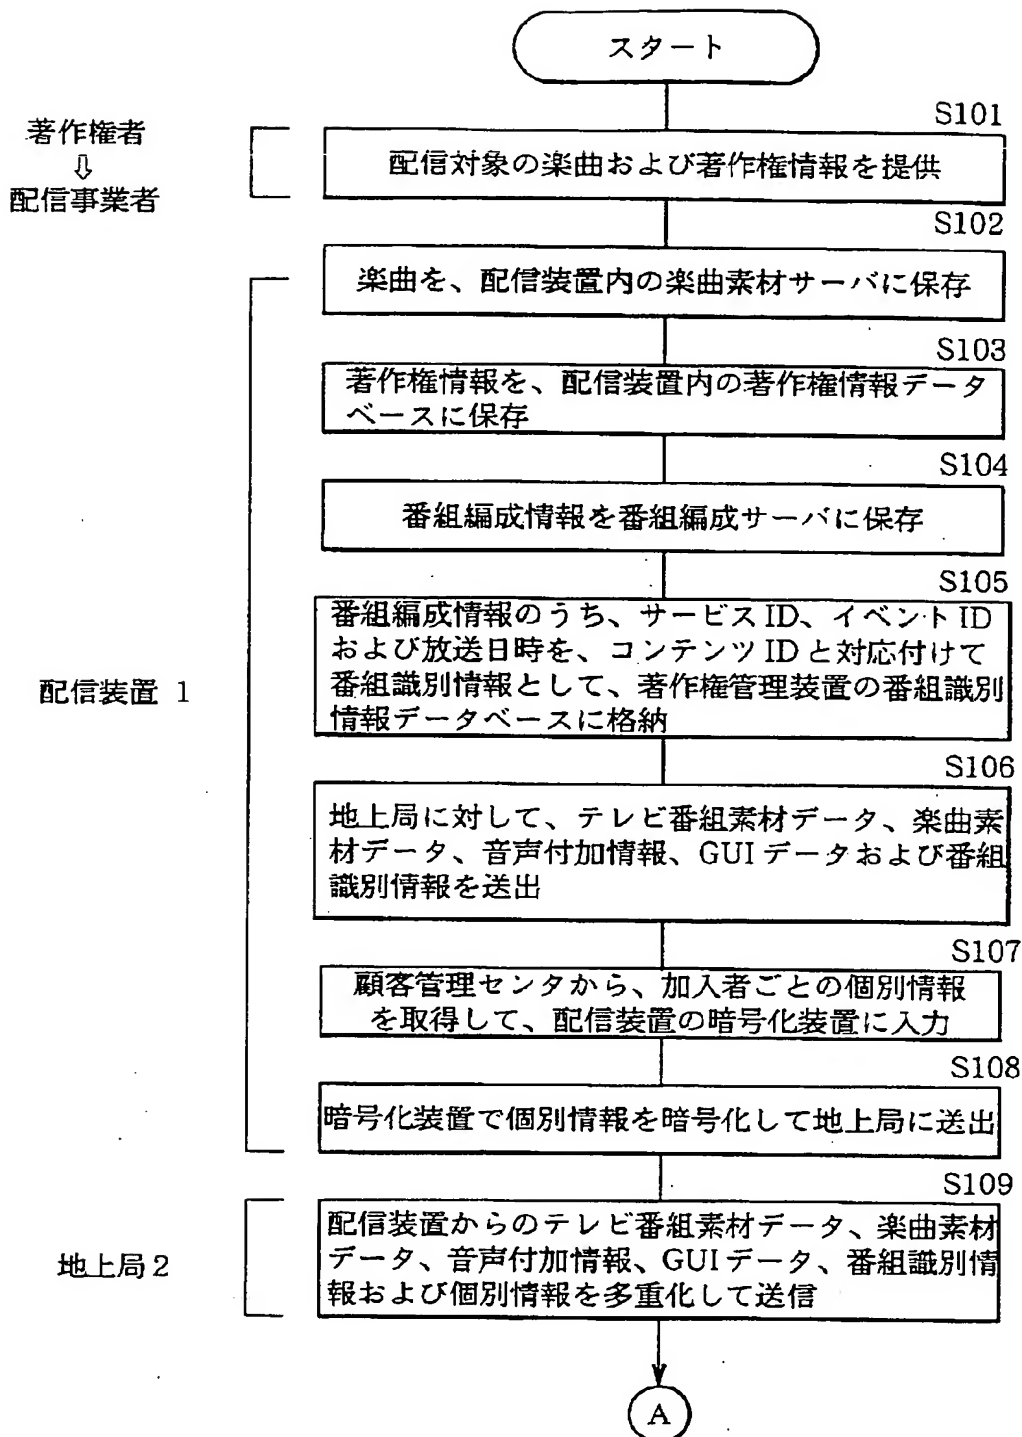 スタート
S101
著作権者
⇩
配信事業者
配信対象の楽曲および著作権情報を提供
S102
楽曲を、配信装置内の楽曲素材サーバに保存
S103
著作権情報を、配信装置内の著作権情報データ
ベースに保存
S104
番組編成情報を番組編成サーバに保存
S105
番組編成情報のうち、サービスID、イベントID
および放送日時を、コンテンツIDと対応付けて
番組識別情報として、著作権管理装置の番組識別
情報データベースに格納
配信装置 1
S106
地上局に対して、テレビ番組素材データ、楽曲素
材データ、音声付加情報、GUIデータおよび番組
識別情報を送出
S107
顧客管理センタから、加入者ごとの個別情報
を取得して、配信装置の暗号化装置に入力
S108
暗号化装置で個別情報を暗号化して地上局に送出
S109
配信装置からのテレビ番組素材データ、楽曲素材
データ、音声付加情報、GUIデータ、番組識別情
報および個別情報を多重化して送信
地上局2
A